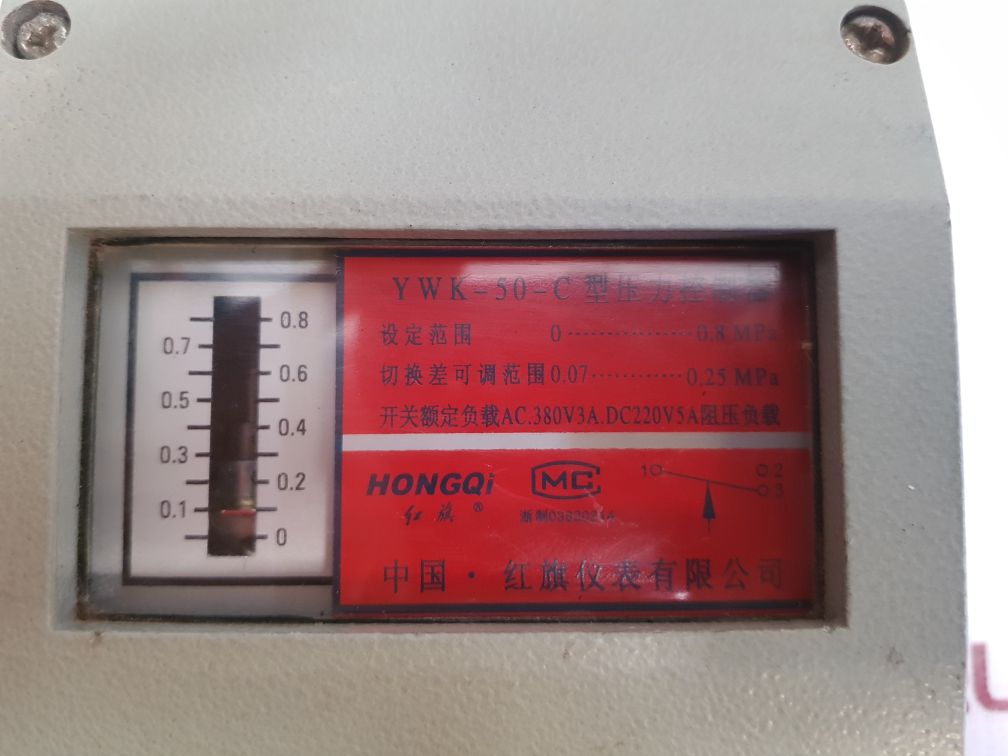 YWK-50-C 型压力控制器
设定范围 0················0.8 MPa
切换差可调范围0.07············0.25 MPa
开关额定负载AC.380V3A.DC220V5A阻压负载
0.8
0.7
0.6
0.5
0.4
0.3
0.2
0.1
0
HONGQi
红旗®
MC
1 2
3
中国·红旗仪表有限公司